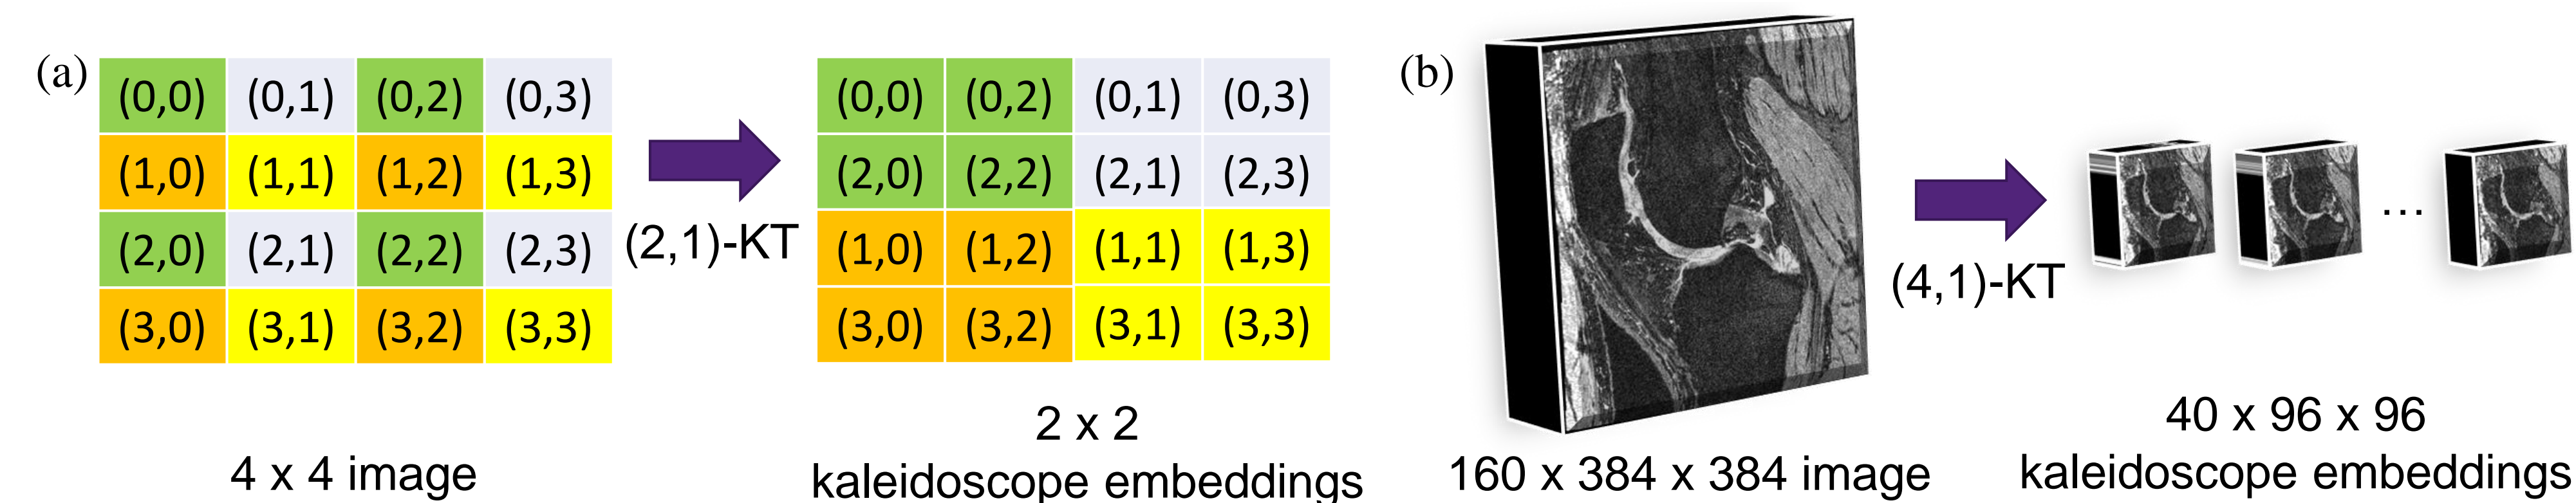 (a)
(0,0) (0,1) (0,2) (0,3)
(1,0) (1,1) (1,2) (1,3)
(2,0) (2,1) (2,2) (2,3)
(3,0) (3,1) (3,2) (3,3)
4 x 4 image
(2,1)-KT
(0,0) (0,2) (0,1) (0,3)
(2,0) (2,2) (2,1) (2,3)
(1,0) (1,2) (1,1) (1,3)
(3,0) (3,2) (3,1) (3,3)
2 x 2
kaleidoscope embeddings
(b)
160 x 384 x 384 image
(4,1)-KT
...
40 x 96 x 96
kaleidoscope embeddings